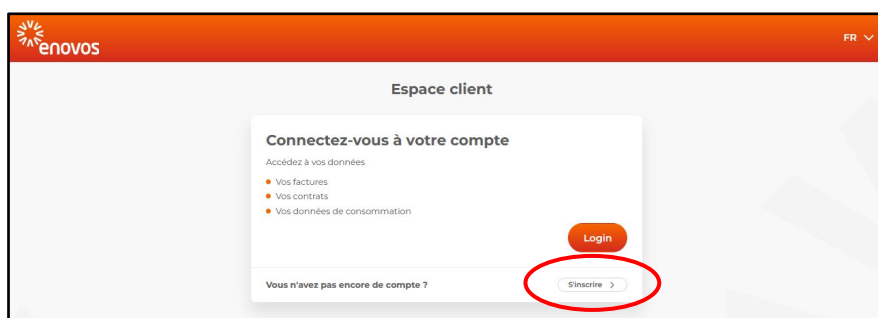 enovos
FR
Espace client
Connectez-vous à votre compte
Accédez à vos données
Vos factures
Vos contrats
Vos données de consommation
Login
Vous n'avez pas encore de compte ?
S'inscrire